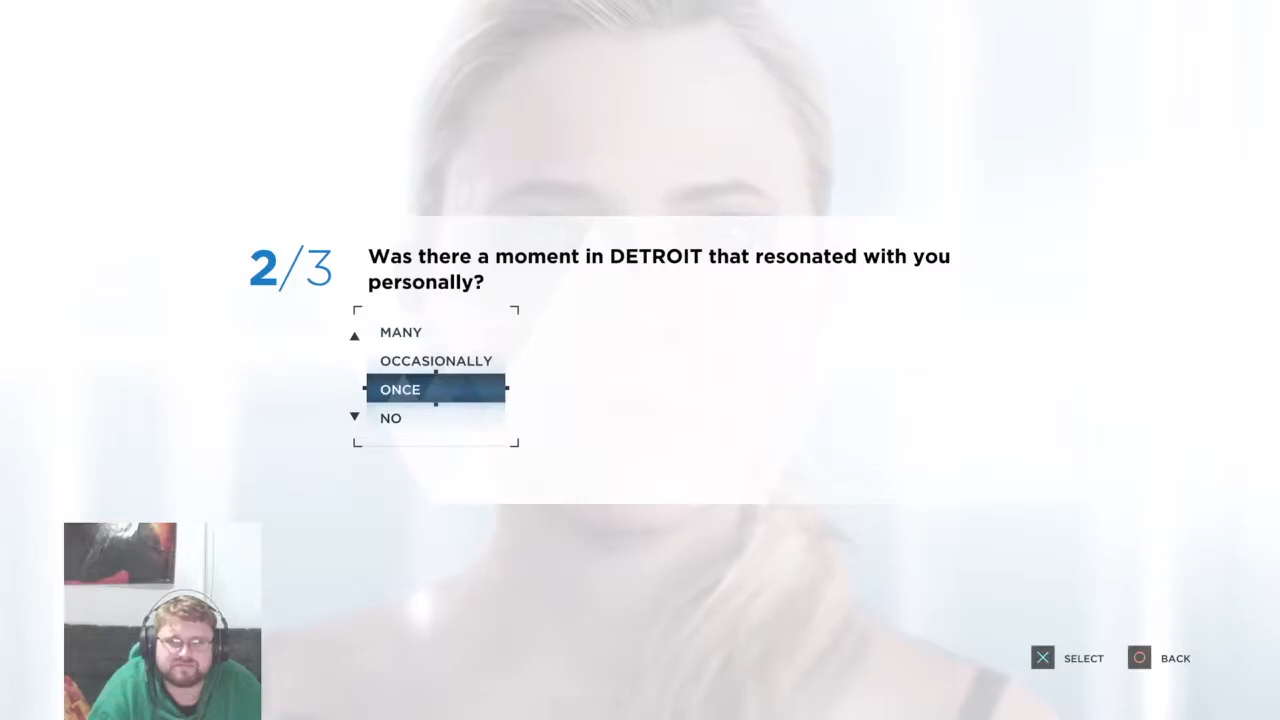 2/3
Was there a moment in DETROIT that resonated with you
personally?
MANY
OCCASIONALLY
ONCE
NO
SELECT
BACK